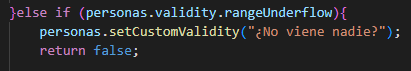 }else if (personas.validity.rangeUnderflow){
    personas.setCustomValidity("¿No viene nadie?");
    return false;